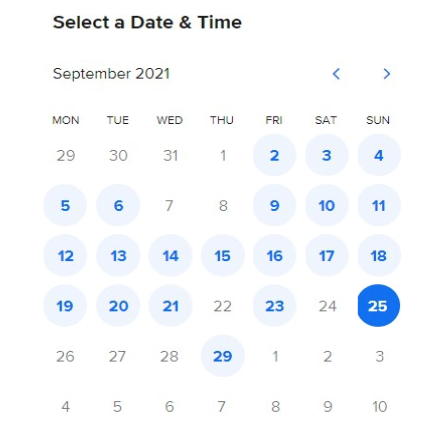 Select a Date & Time
September 2021
MON TUE WED THU FRI SAT SUN
29 30 31 1 2 3 4
5 6 7 8 9 10 11
12 13 14 15 16 17 18
19 20 21 22 23 24 25
26 27 28 29 1 2 3
4 5 6 7 8 9 10